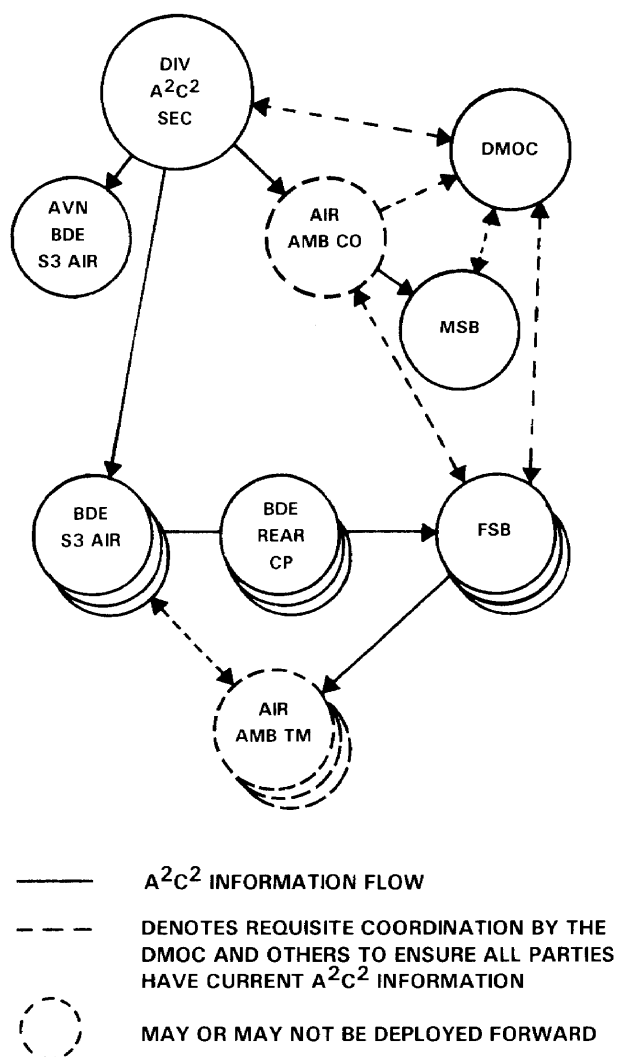 DIV
A²C²
SEC
DMOC
AVN
BDE
S3 AIR
AIR
AMB CO
MSB
BDE
S3 AIR
BDE
REAR
CP
FSB
AIR
AMB TM
A²C² INFORMATION FLOW
DENOTES REQUISITE COORDINATION BY THE
DMOC AND OTHERS TO ENSURE ALL PARTIES
HAVE CURRENT A²C² INFORMATION
MAY OR MAY NOT BE DEPLOYED FORWARD